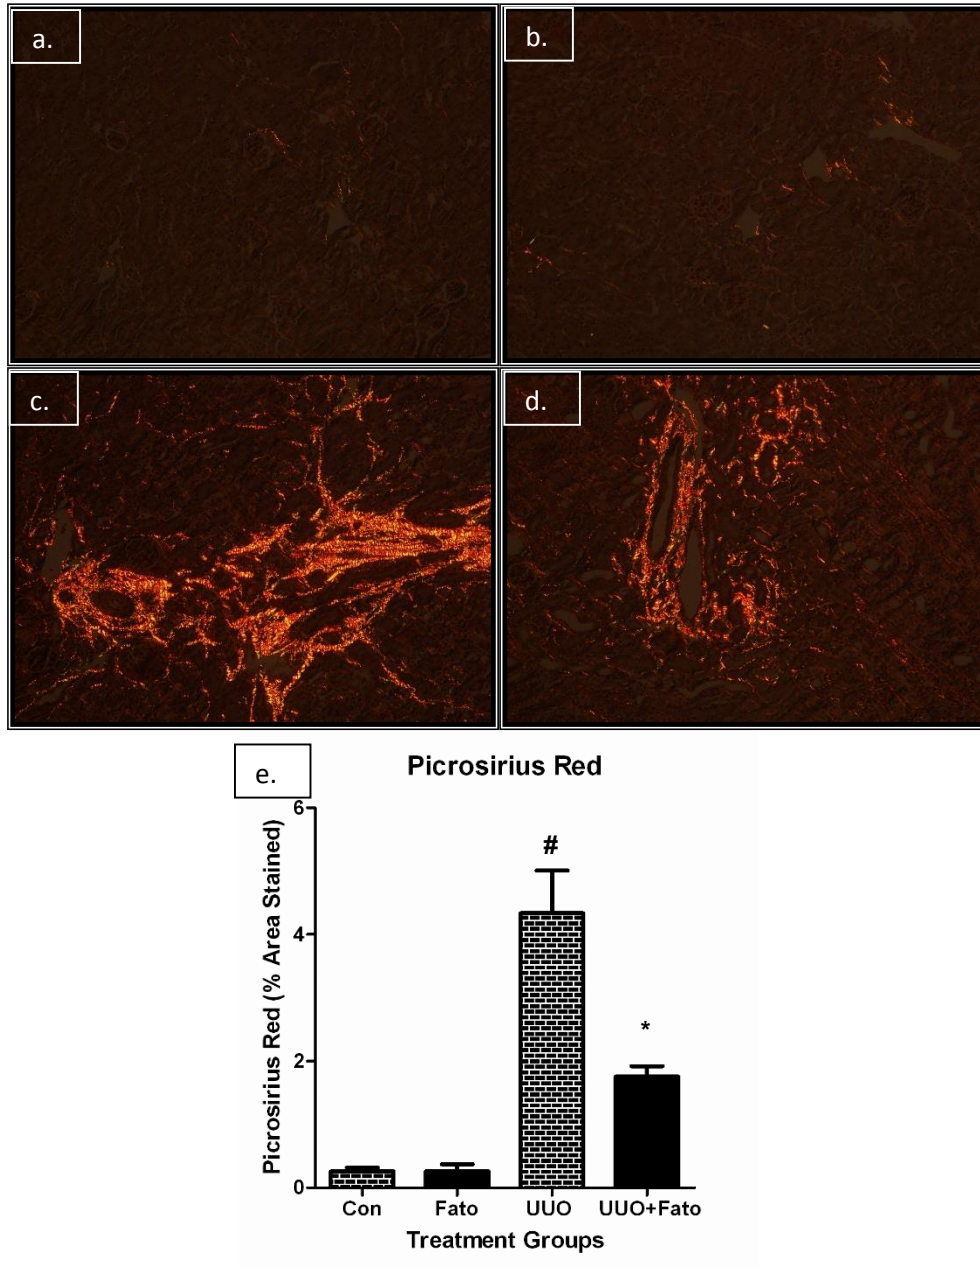 a.
b.
c.
d.
e.
Picrosirius Red
Picrosirius Red (% Area Stained)
6
4
2
0
#
*
Con Fato UUO UUO+Fato
Treatment Groups